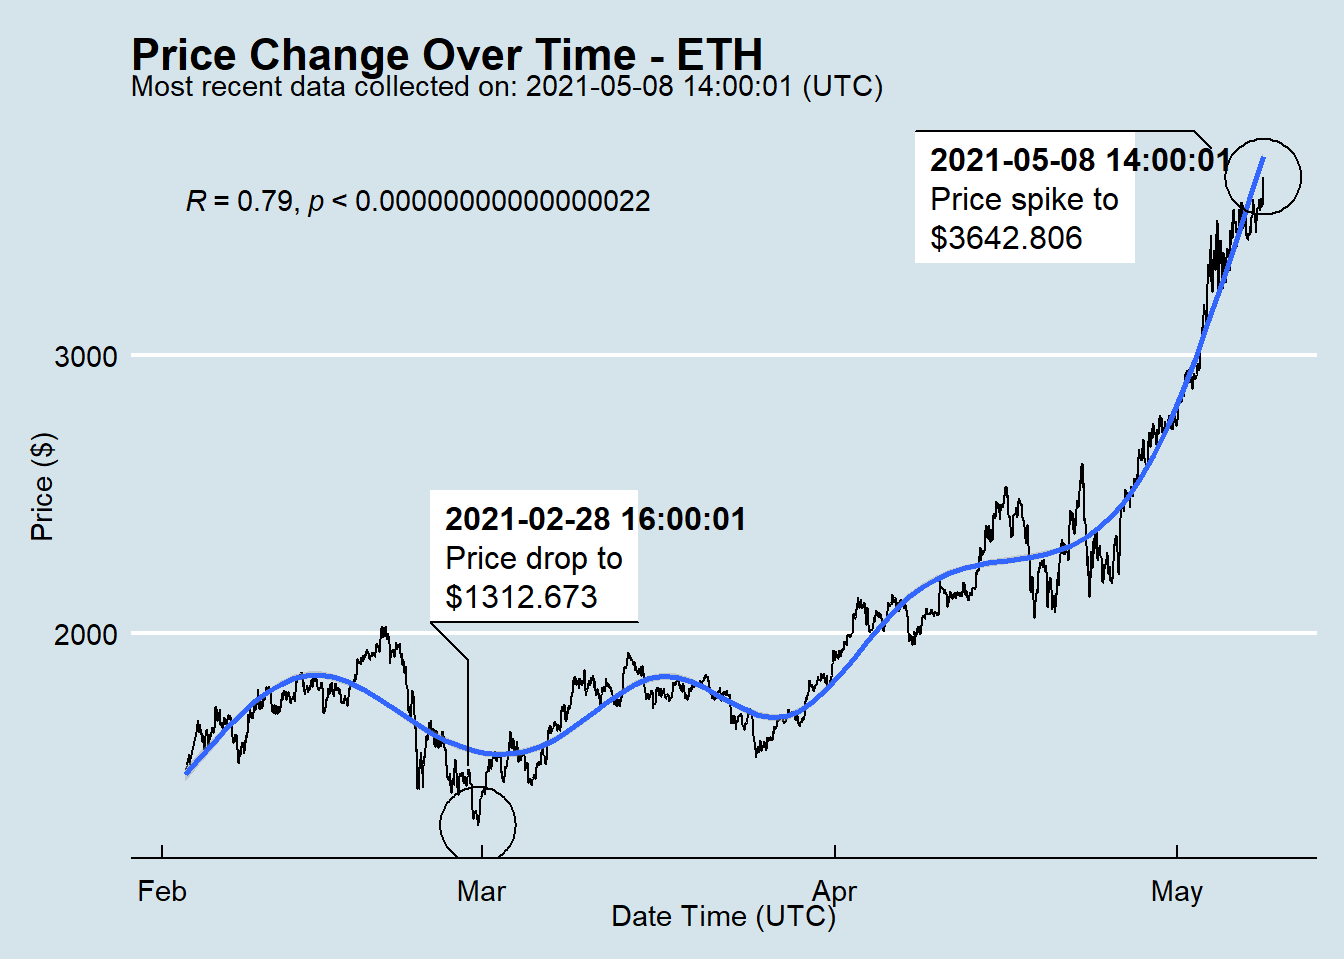 Price Change Over Time - ETH
Most recent data collected on: 2021-05-08 14:00:01 (UTC)
2021-05-08 14:00:01
Price spike to
$3642.806
R = 0.79, p < 0.00000000000000022
3000
Price ($)
2021-02-28 16:00:01
Price drop to
$1312.673
2000
Feb
Mar
Apr
May
Date Time (UTC)